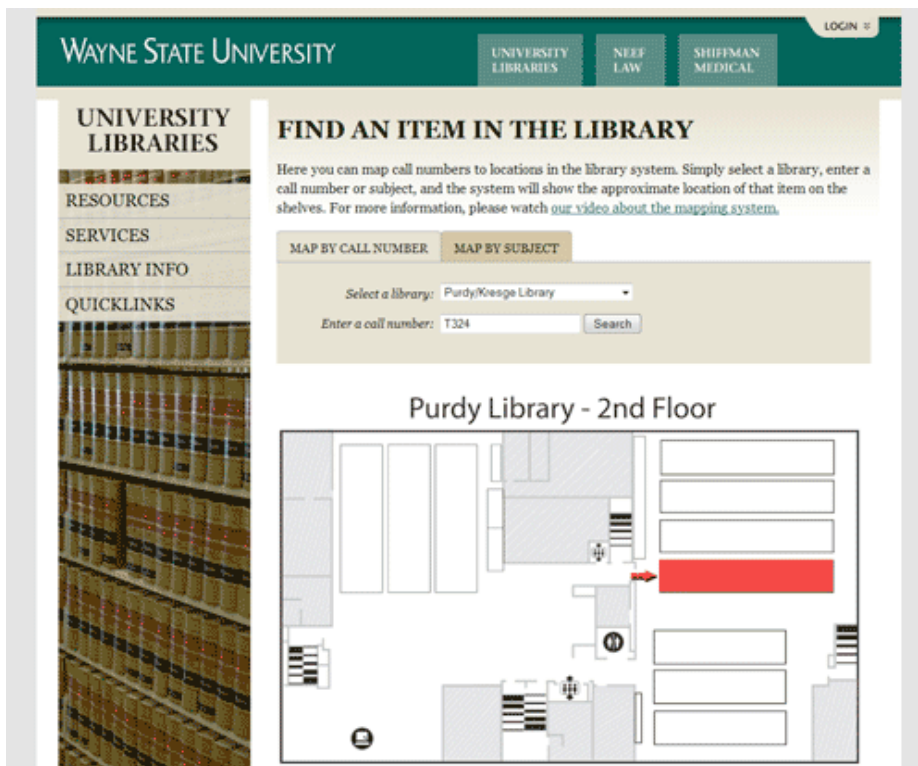 LOGIN
WAYNE STATE UNIVERSITY
UNIVERSITY
LIBRARIES
NEEF
LAW
SHIFFMAN
MEDICAL
UNIVERSITY
LIBRARIES
RESOURCES
SERVICES
LIBRARY INFO
QUICKLINKS
FIND AN ITEM IN THE LIBRARY
Here you can map call numbers to locations in the library system. Simply select a library, enter a
call number or subject, and the system will show the approximate location of that item on the
shelves. For more information, please watch our video about the mapping system.
MAP BY CALL NUMBER
MAP BY SUBJECT
Select a library: Purdy/Kresge Library
Enter a call number: T324 Search
Purdy Library - 2nd Floor